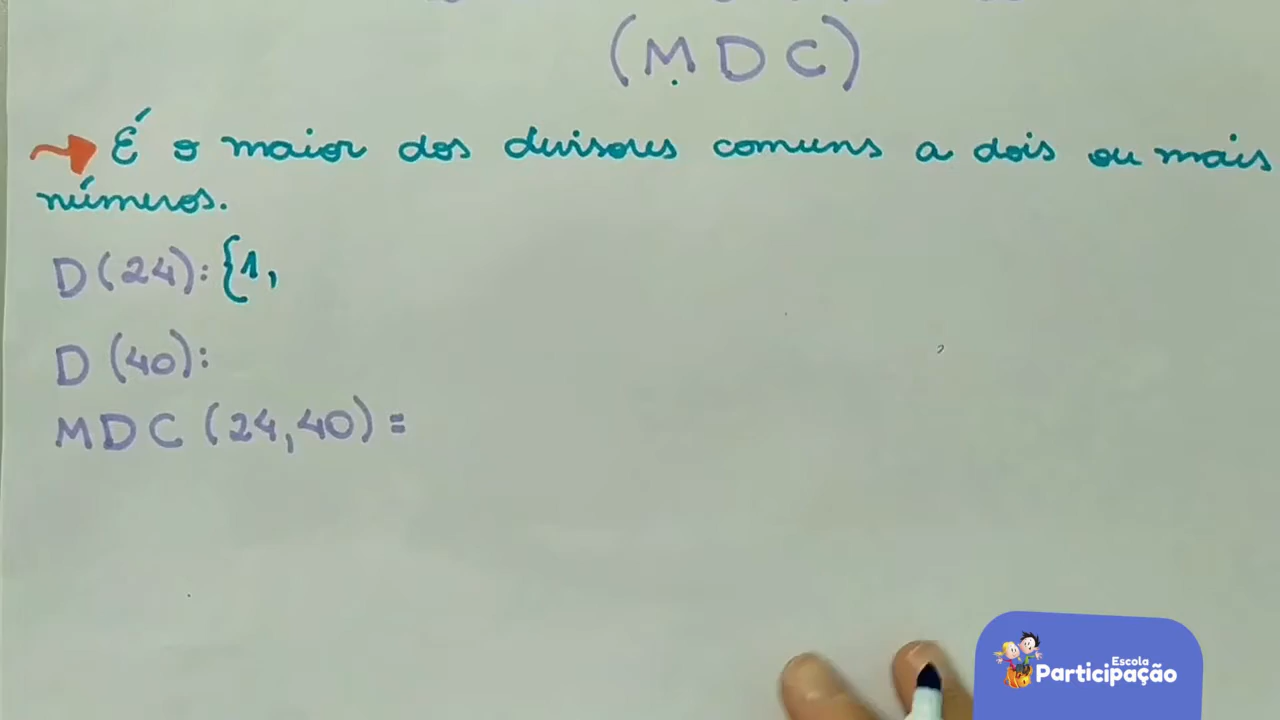 (MDC)
É o maior dos divisores comuns a dois ou mais
números.
D(24): {1,
D(40):
MDC (24,40) =
Escola
Participação